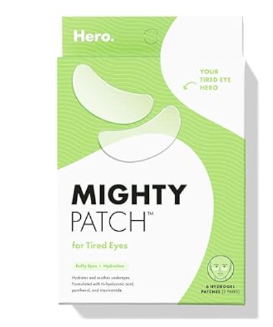 Hero.
YOUR
TIRED EYE
HERO
MIGHTY
PATCH™
for Tired Eyes
Puffy Eyes + Hydration
Hydrates and soothes undereyes.
Formulated with hyaluronic acid,
panthenol, and niacinamide.
6 HYDROGEL
PATCHES (3 PAIRS)